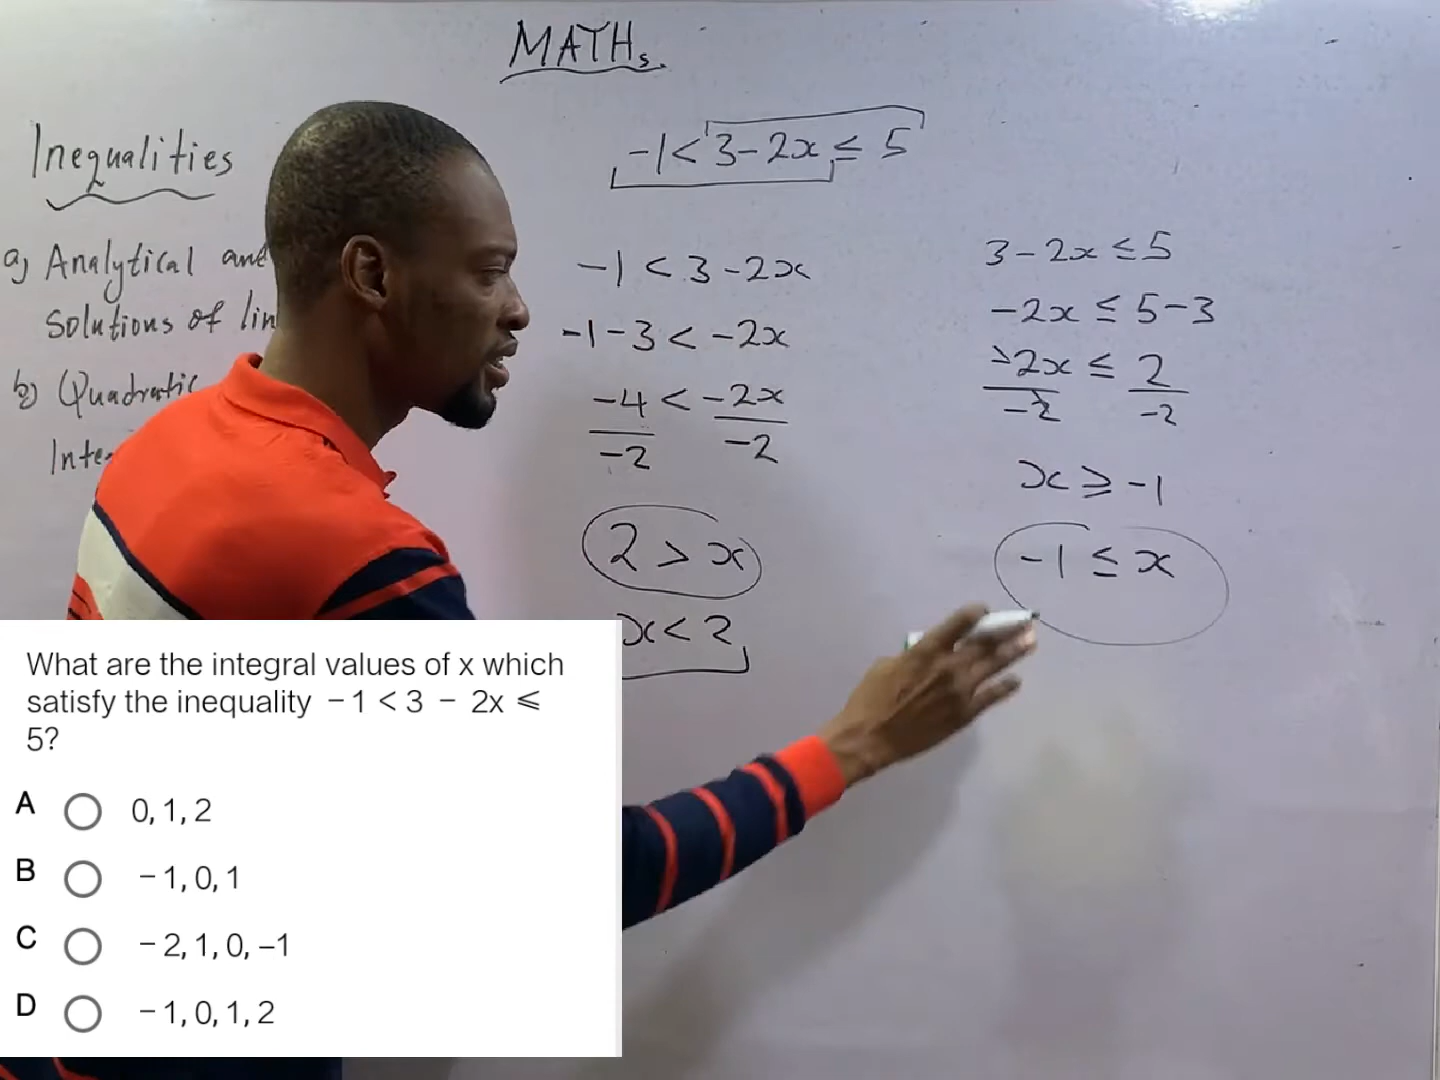 MATHs.
Inequalities
a) Analytical and
Solutions of lin
b) Quadratic
Inte
-1 < 3 - 2x ≤ 5
-1 < 3 - 2x
-1 - 3 < -2x
-4 < -2x
-2 -2
2 > x
x < 2
3 - 2x ≤ 5
-2x ≤ 5 - 3
-2x ≤ 2
-2 -2
x ≥ -1
-1 ≤ x
What are the integral values of x which
satisfy the inequality −1 < 3 − 2x ⩽
5?
A 0, 1, 2
B −1, 0, 1
C −2, 1, 0, −1
D −1, 0, 1, 2